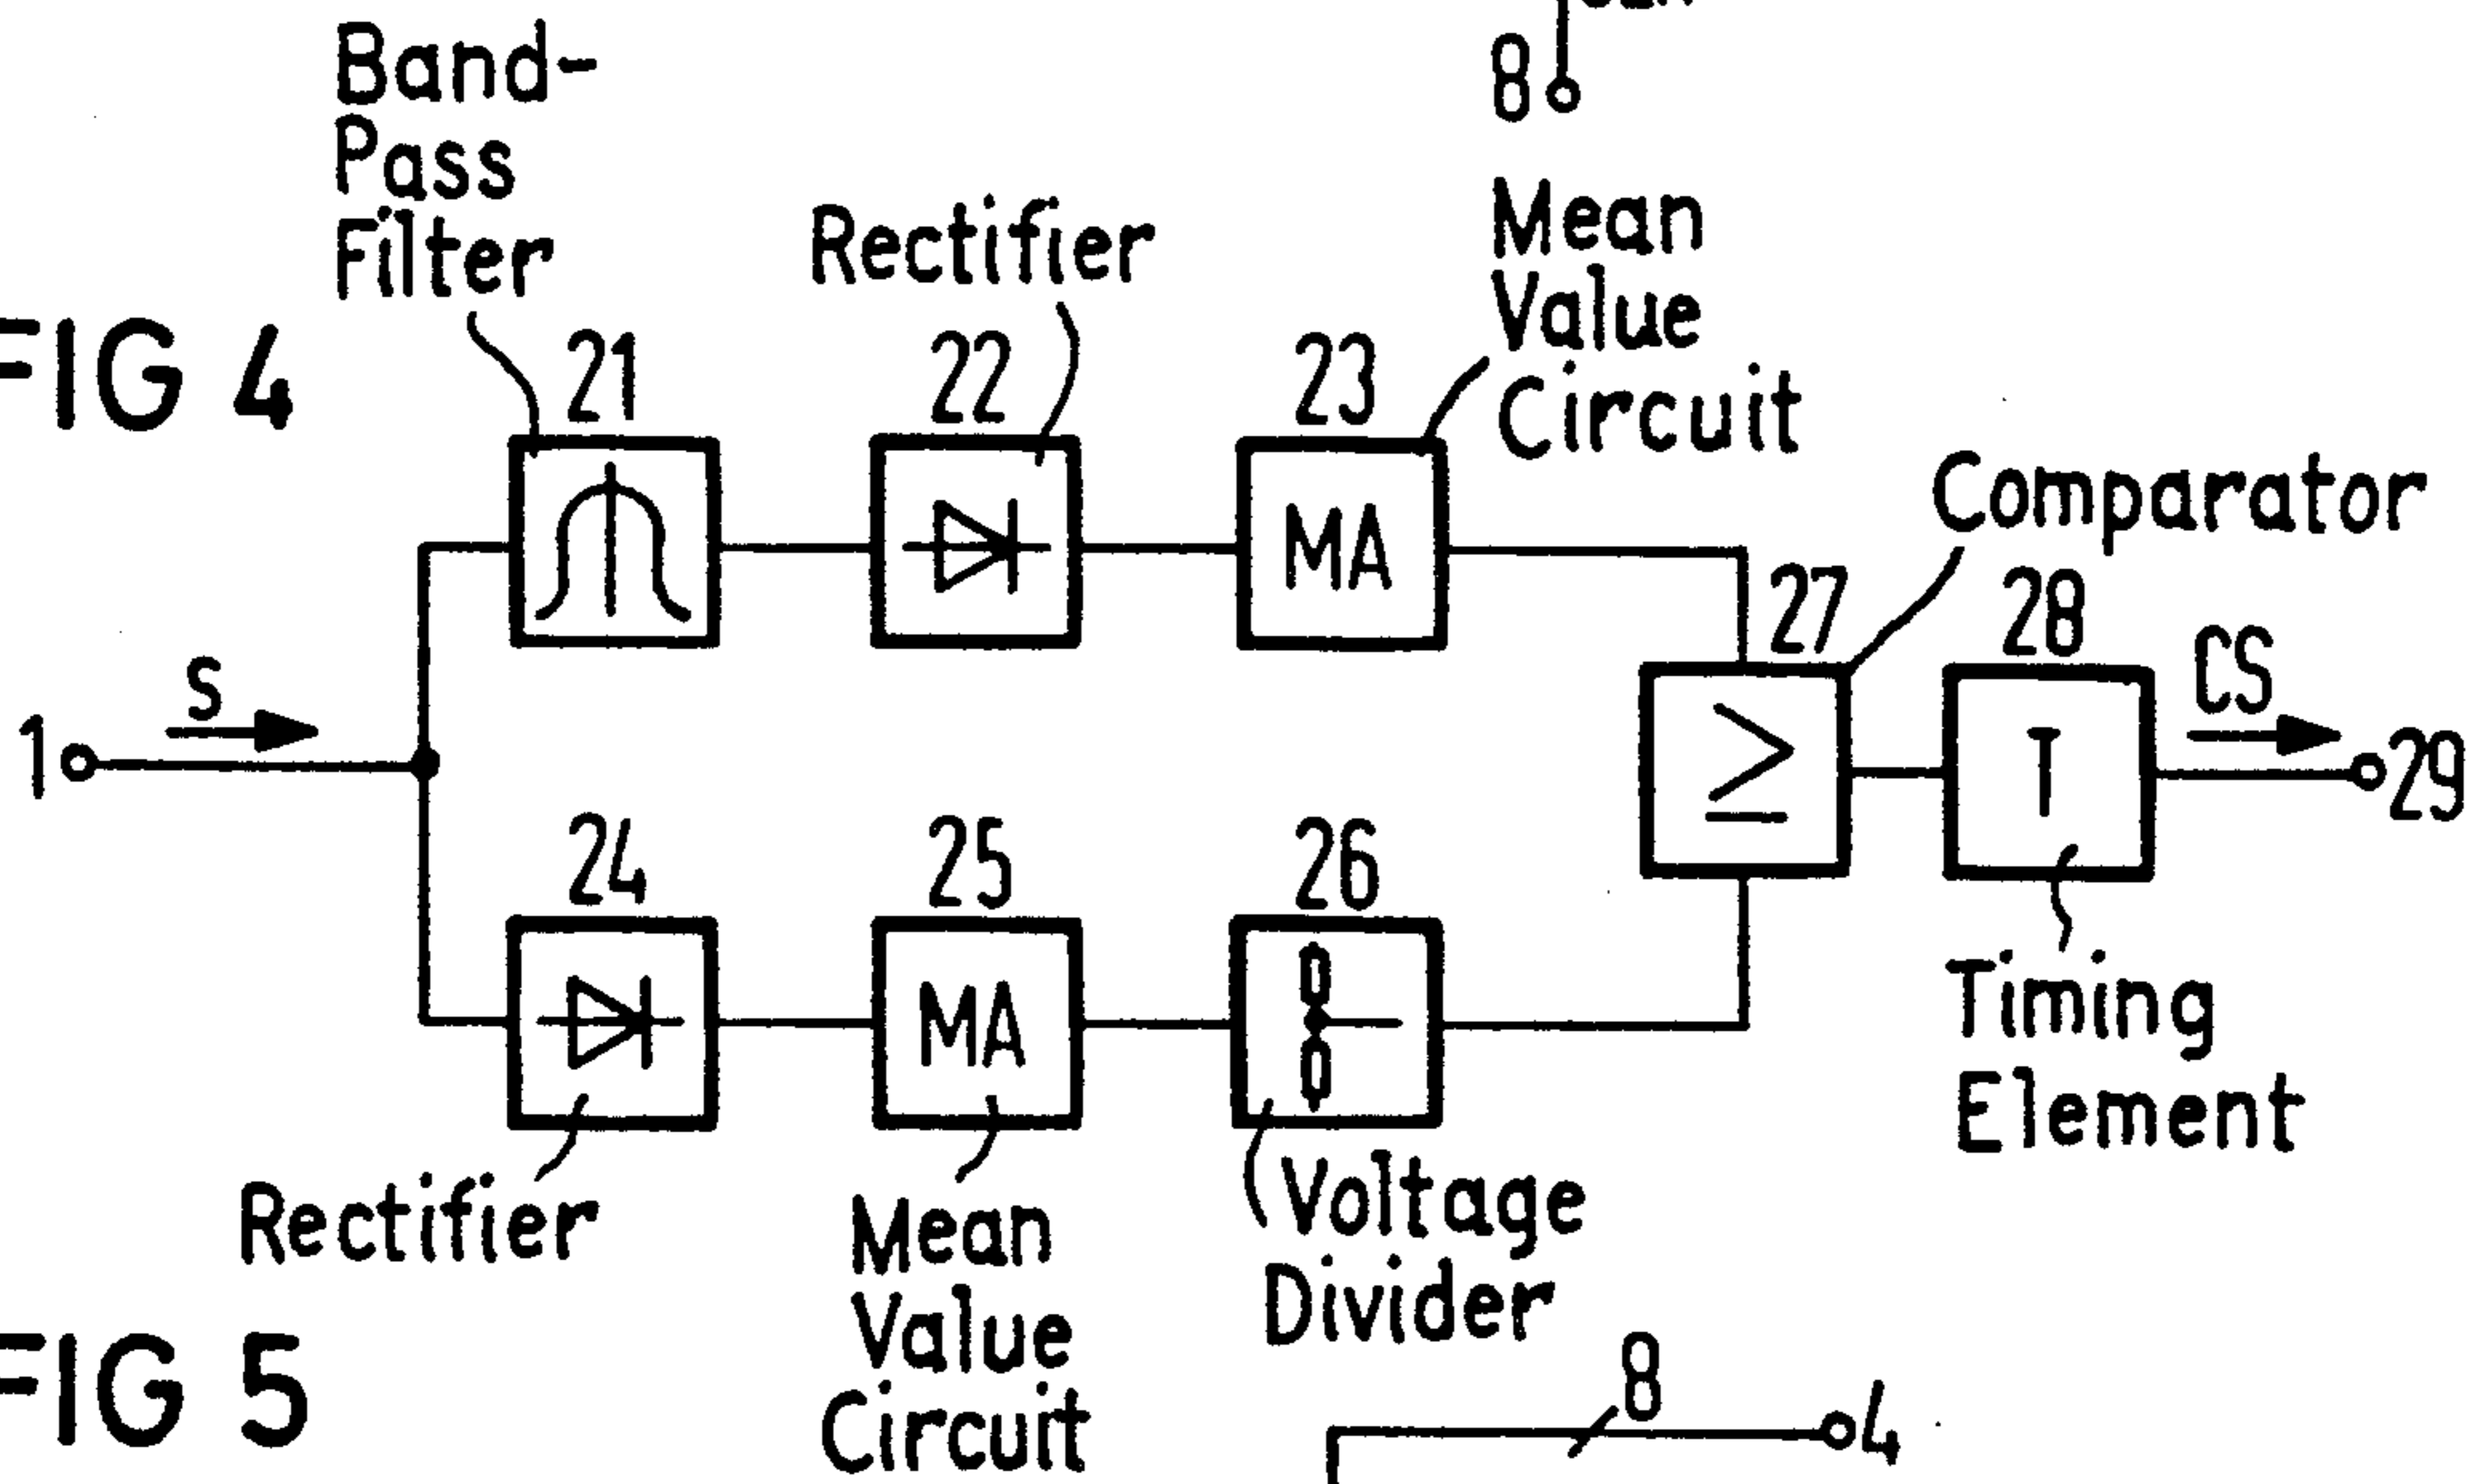 8
Band-
Pass
Filter
Rectifier
Mean
Value
Circuit
FIG 4
21
22
23
Comparator
MA
27
28
S
CS
1
≥
T
29
24
25
26
MA
Timing
Element
Rectifier
Mean
Value
Circuit
Voltage
Divider
FIG 5
8
4